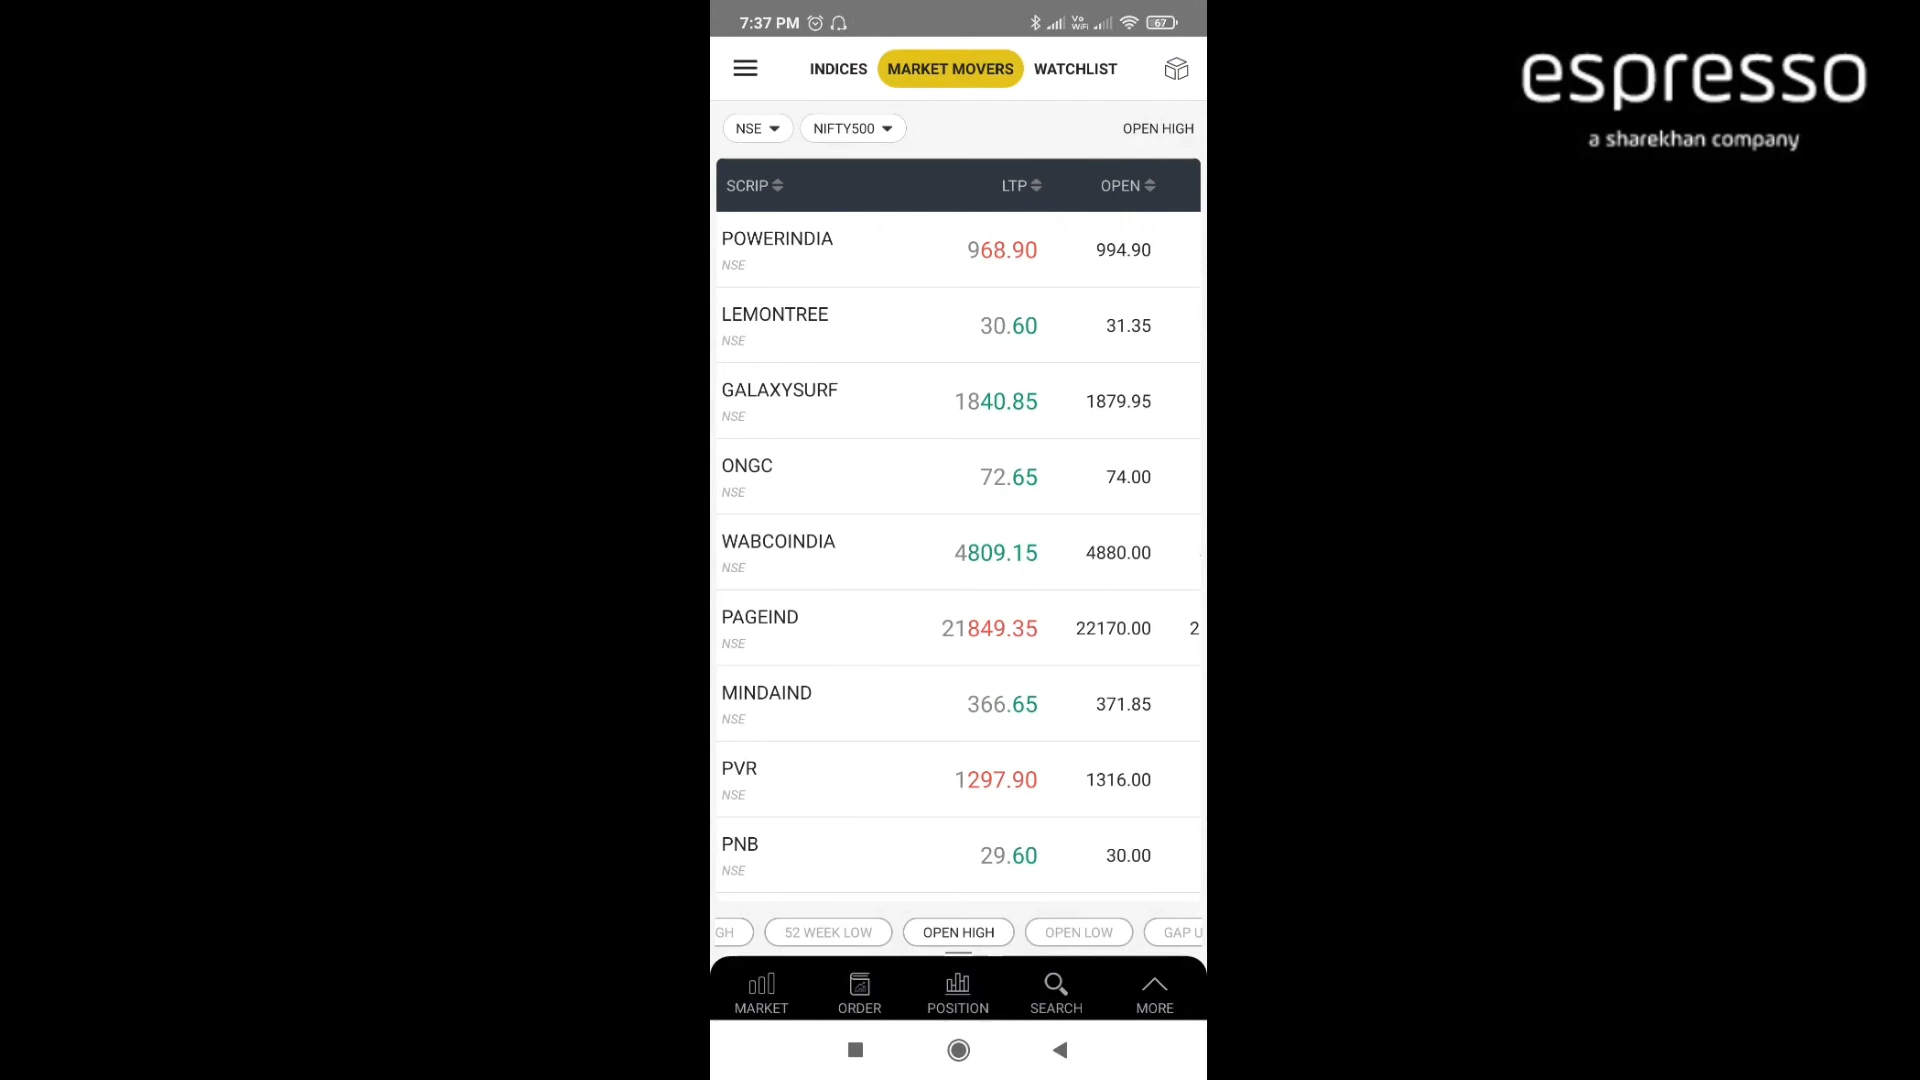 7:37 PM
Vo
WiFi
67
espresso
a sharekhan company
INDICES MARKET MOVERS WATCHLIST
NSE NIFTY500 OPEN HIGH
SCRIP LTP OPEN
POWERINDIA 968.90 994.90
NSE
LEMONTREE 30.60 31.35
NSE
GALAXYSURF 1840.85 1879.95
NSE
ONGC 72.65 74.00
NSE
WABCOINDIA 4809.15 4880.00
NSE
PAGEIND 21849.35 22170.00 2
NSE
MINDAIND 366.65 371.85
NSE
PVR 1297.90 1316.00
NSE
PNB 29.60 30.00
NSE
GH 52 WEEK LOW OPEN HIGH OPEN LOW GAP U
MARKET ORDER POSITION SEARCH MORE